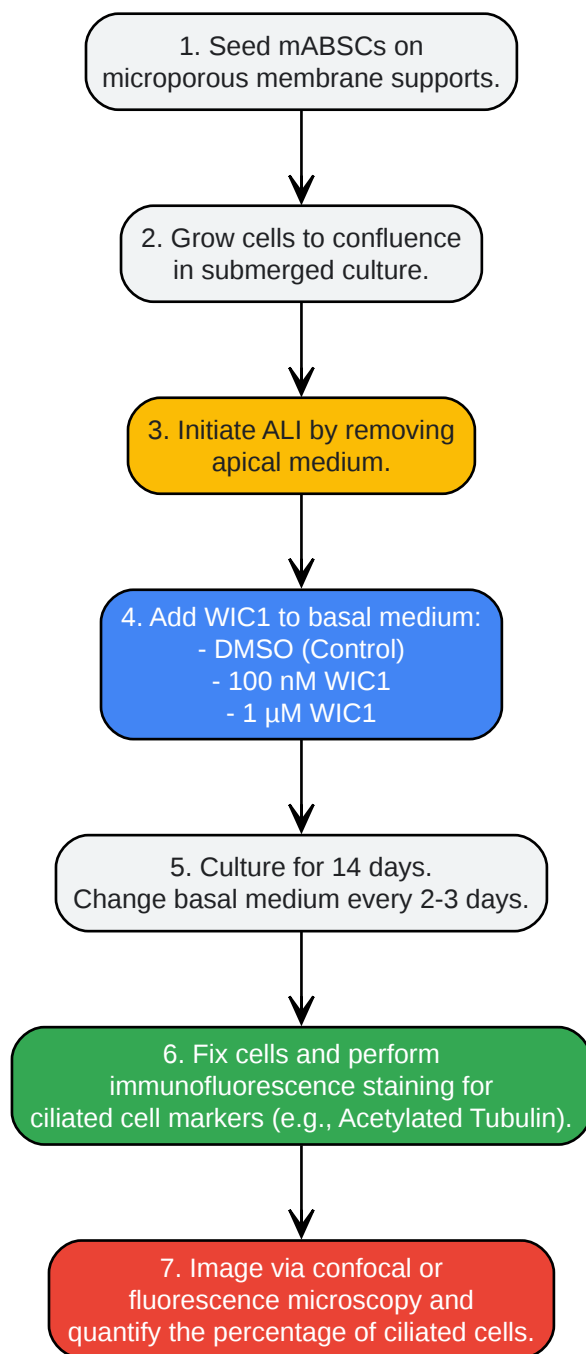 1. Seed mABSCs on
microporous membrane supports.
2. Grow cells to confluence
in submerged culture.
3. Initiate ALI by removing
apical medium.
4. Add WIC1 to basal medium:
- DMSO (Control)
- 100 nM WIC1
- 1 µM WIC1
5. Culture for 14 days.
Change basal medium every 2-3 days.
6. Fix cells and perform
immunofluorescence staining for
ciliated cell markers (e.g., Acetylated Tubulin).
7. Image via confocal or
fluorescence microscopy and
quantify the percentage of ciliated cells.